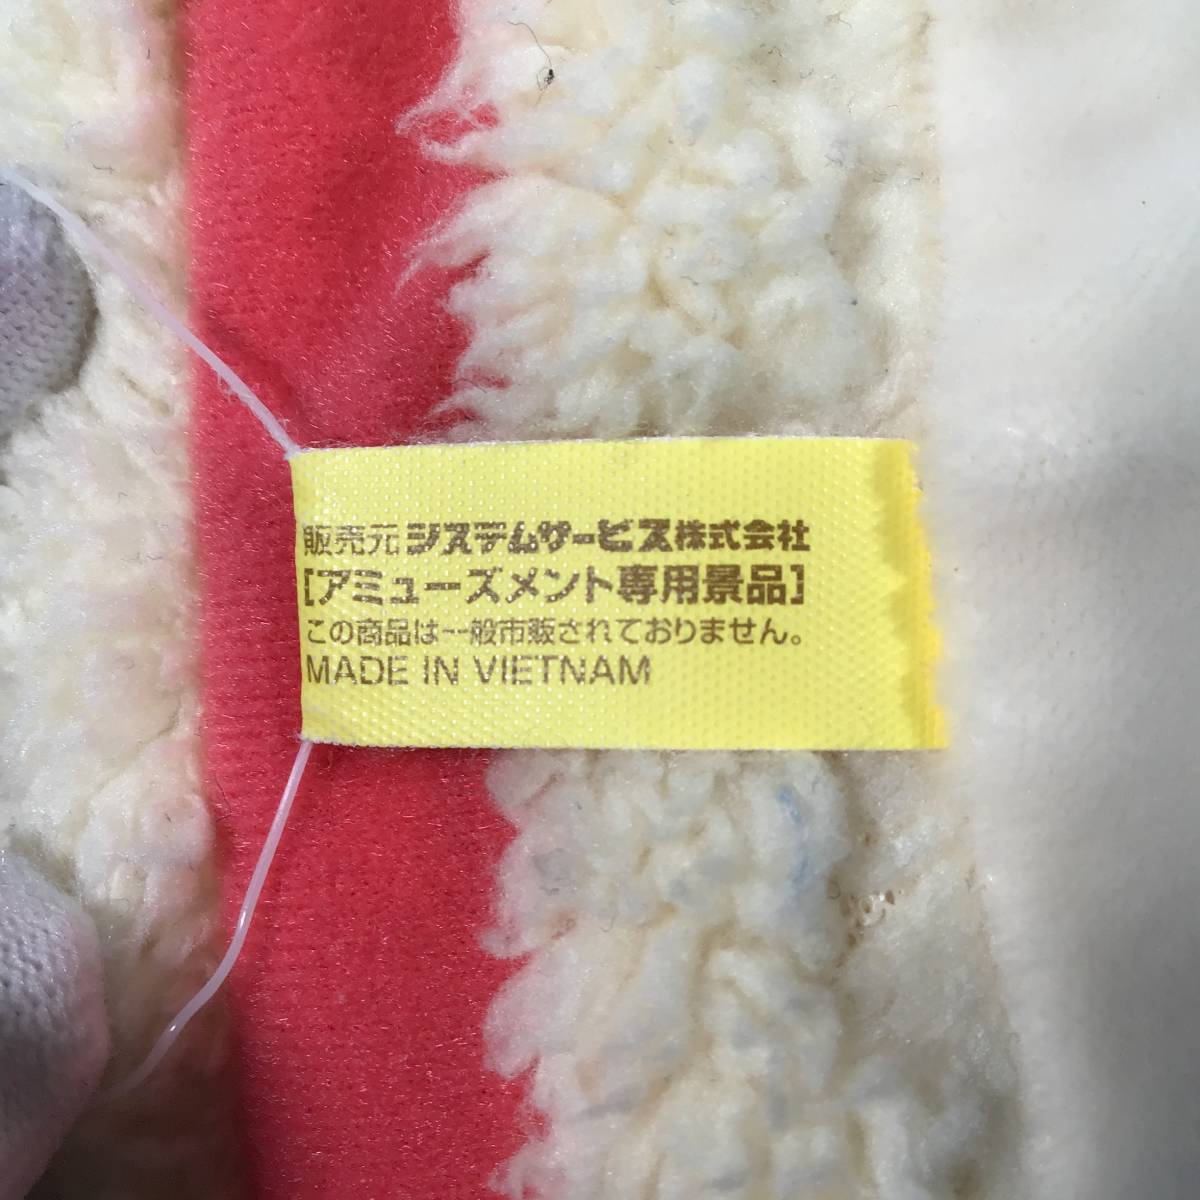 販売元 システムサービス株式会社
[アミューズメント専用景品]
この商品は一般市販されておりません。
MADE IN VIETNAM